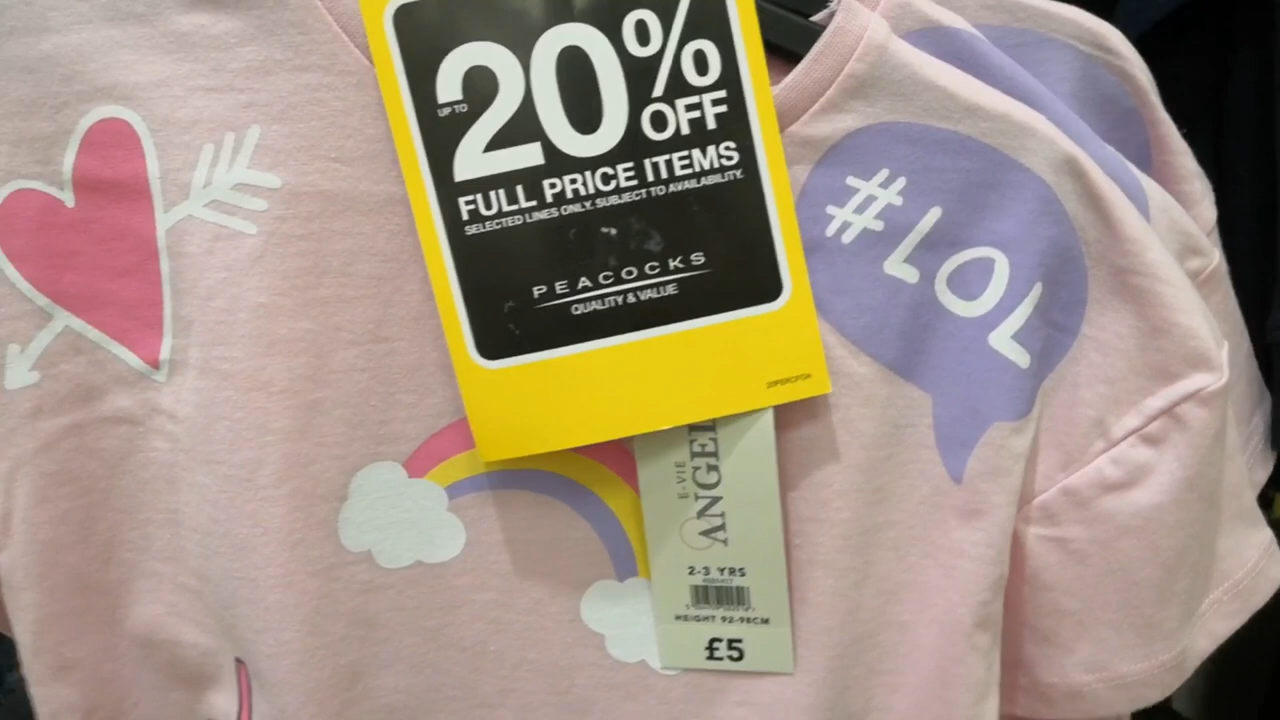 UP TO
20%
OFF
FULL PRICE ITEMS
SELECTED LINES ONLY. SUBJECT TO AVAILABILITY.
PEACOCKS
QUALITY & VALUE
#LOL
E-VIE
ANGEL
2-3 YRS
HEIGHT 92-98CM
£5